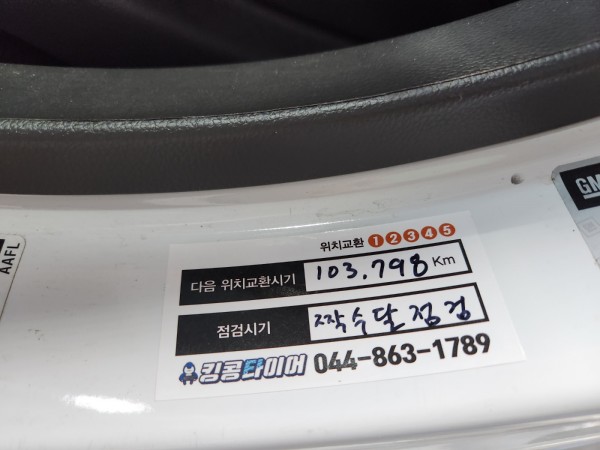 위치교환 1 2 3 4 5
다음 위치교환시기 103.798 Km
점검시기 짝수달 점검
킹콩타이어 044-863-1789
AAFL
GM